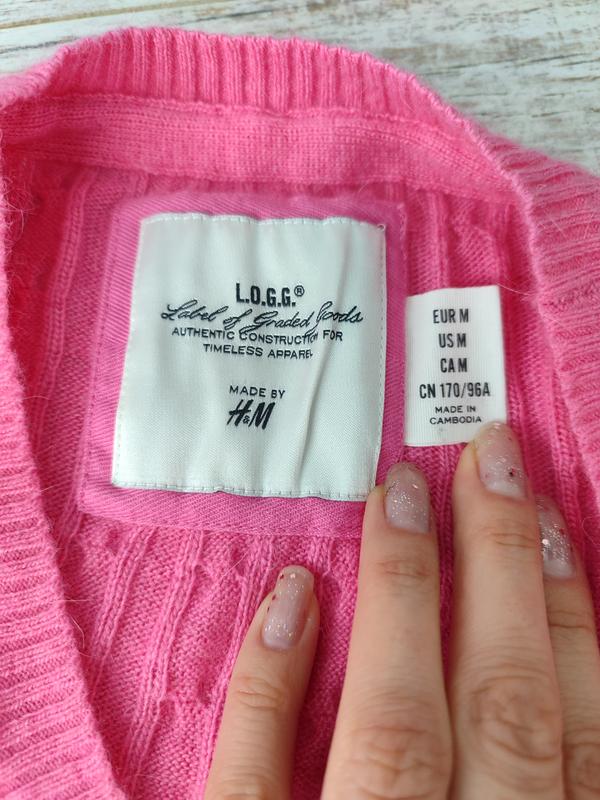 L.O.G.G.®
Label of Graded Goods
AUTHENTIC CONSTRUCTION FOR
TIMELESS APPAREL
MADE BY
H&M
EUR M
US M
CA M
CN 170/96A
MADE IN
CAMBODIA